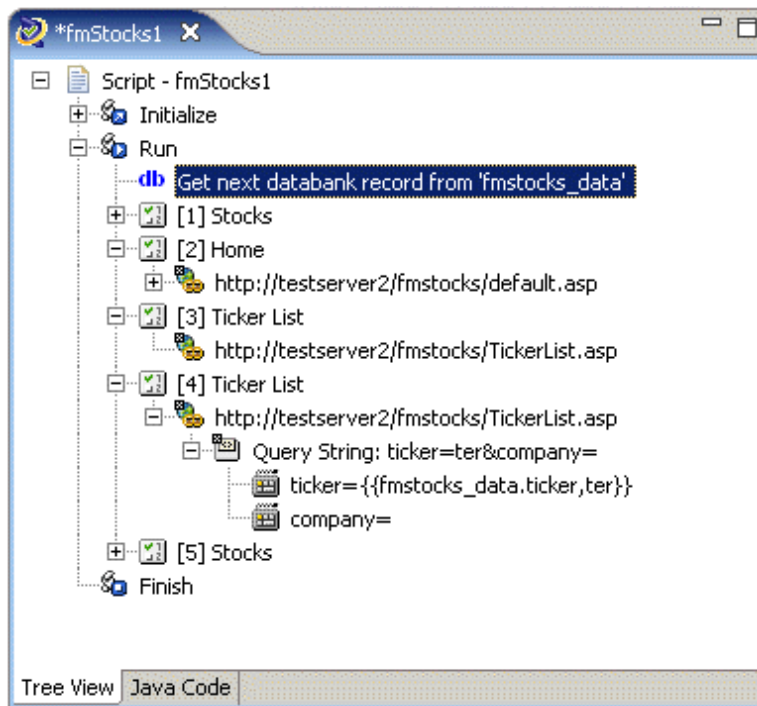 *fmStocks1
Script - fmStocks1
Initialize
Run
db Get next databank record from 'fmstocks_data'
[1] Stocks
[2] Home
http://testserver2/fmstocks/default.asp
[3] Ticker List
http://testserver2/fmstocks/TickerList.asp
[4] Ticker List
http://testserver2/fmstocks/TickerList.asp
Query String: ticker=ter&company=
ticker={{fmstocks_data.ticker,ter}}
company=
[5] Stocks
Finish
Tree View Java Code